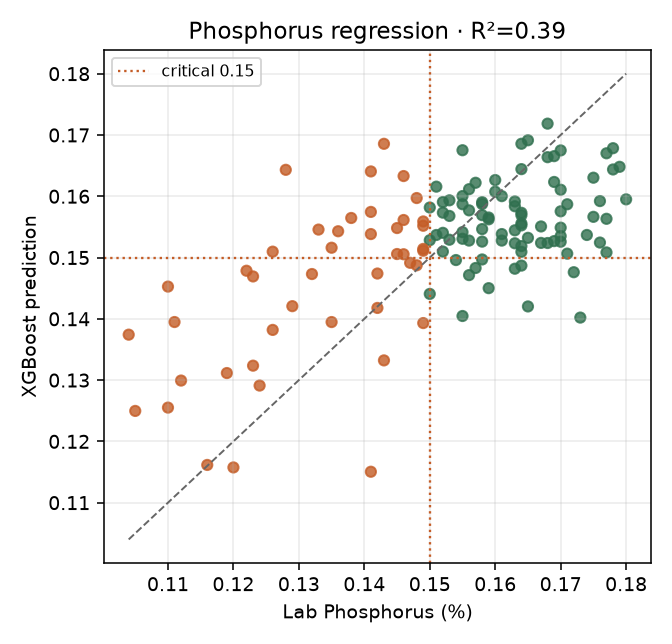 Phosphorus regression · R²=0.39
critical 0.15
0.18
0.17
0.16
0.15
0.14
0.13
0.12
0.11
XGBoost prediction
0.11 0.12 0.13 0.14 0.15 0.16 0.17 0.18
Lab Phosphorus (%)